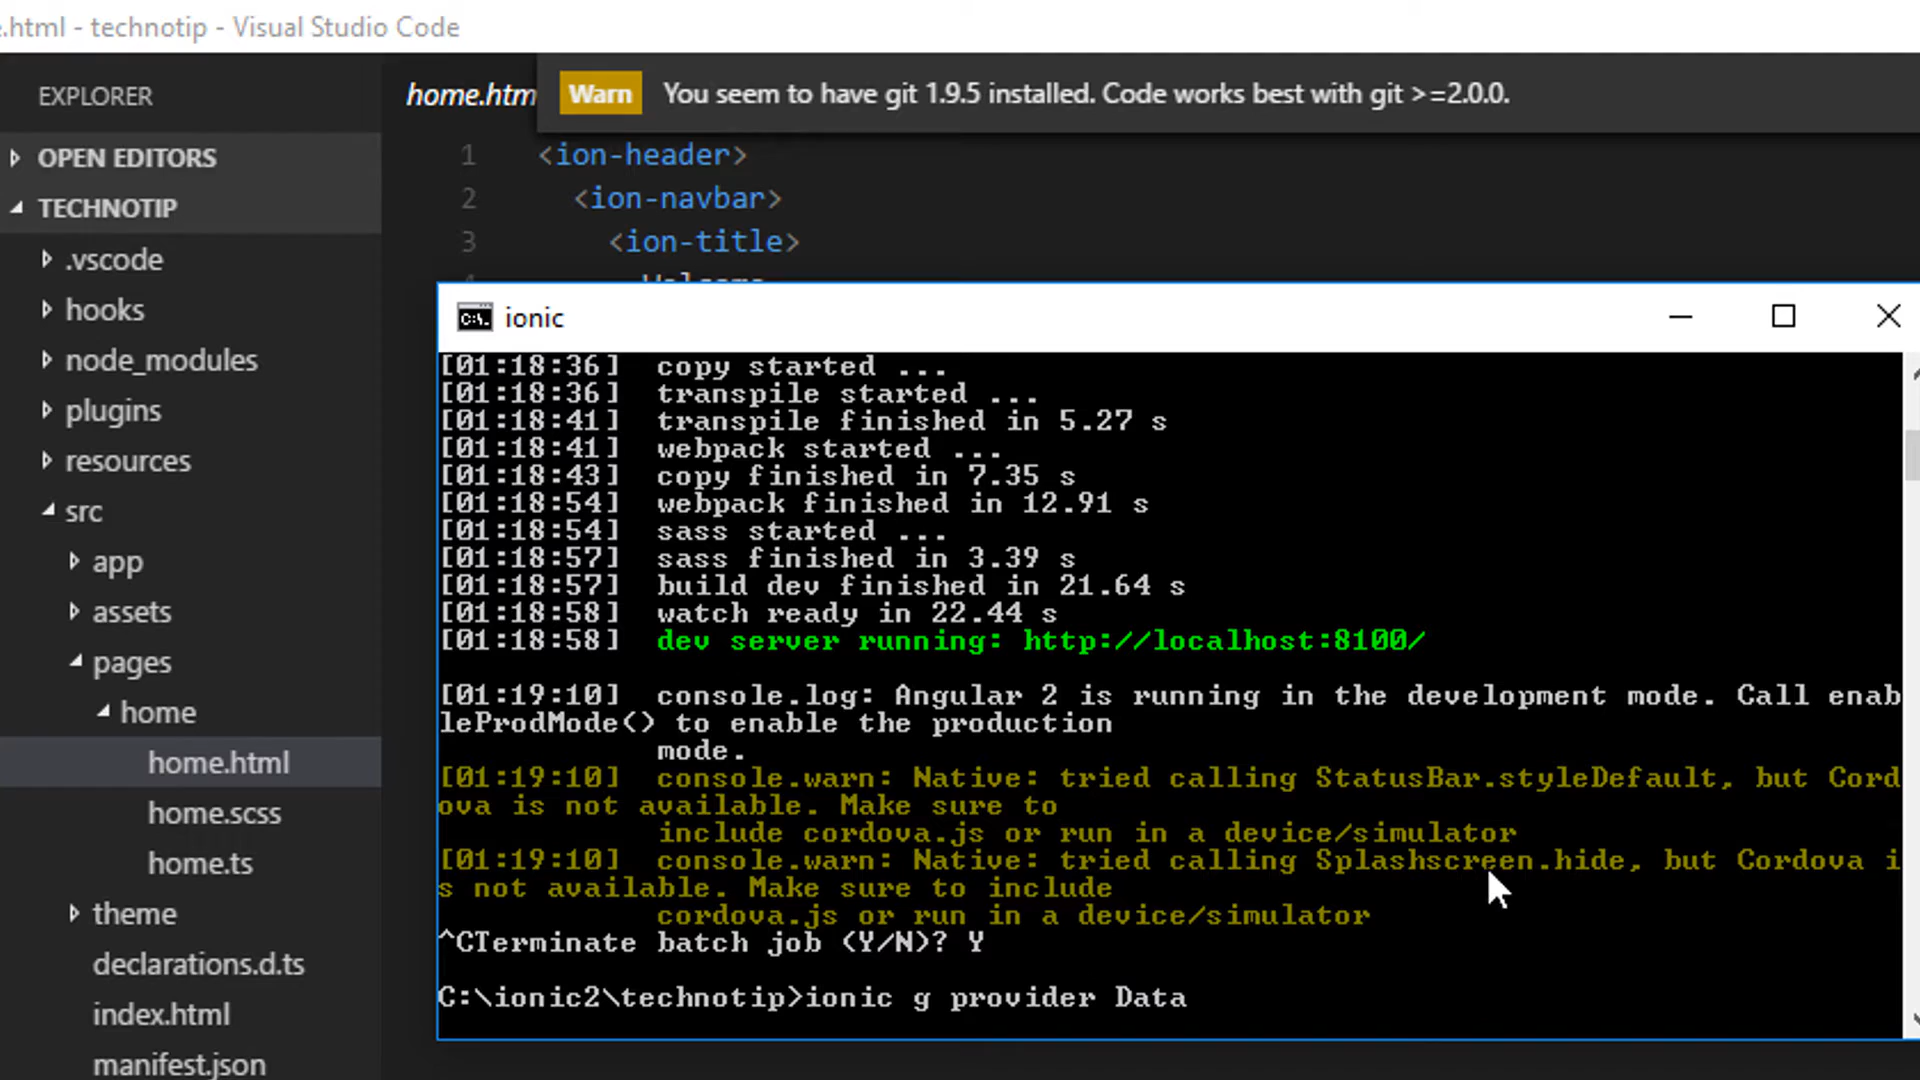 e.html - technotip - Visual Studio Code
EXPLORER
OPEN EDITORS
TECHNOTIP
.vscode
hooks
node_modules
plugins
resources
src
app
assets
pages
home
home.html
home.scss
home.ts
theme
declarations.d.ts
index.html
manifest.json
home.htm
Warn You seem to have git 1.9.5 installed. Code works best with git >=2.0.0.
1 <ion-header>
2 <ion-navbar>
3 <ion-title>
4 Welcome
ionic
[01:18:36] copy started ...
[01:18:36] transpile started ...
[01:18:41] transpile finished in 5.27 s
[01:18:41] webpack started ...
[01:18:43] copy finished in 7.35 s
[01:18:54] webpack finished in 12.91 s
[01:18:54] sass started ...
[01:18:57] sass finished in 3.39 s
[01:18:57] build dev finished in 21.64 s
[01:18:58] watch ready in 22.44 s
[01:18:58] dev server running: http://localhost:8100/
[01:19:10] console.log: Angular 2 is running in the development mode. Call enab
leProdMode() to enable the production
mode.
[01:19:10] console.warn: Native: tried calling StatusBar.styleDefault, but Cord
ova is not available. Make sure to
include cordova.js or run in a device/simulator
[01:19:10] console.warn: Native: tried calling Splashscreen.hide, but Cordova i
s not available. Make sure to include
cordova.js or run in a device/simulator
^CTerminate batch job (Y/N)? Y
C:\ionic2\technotip>ionic g provider Data